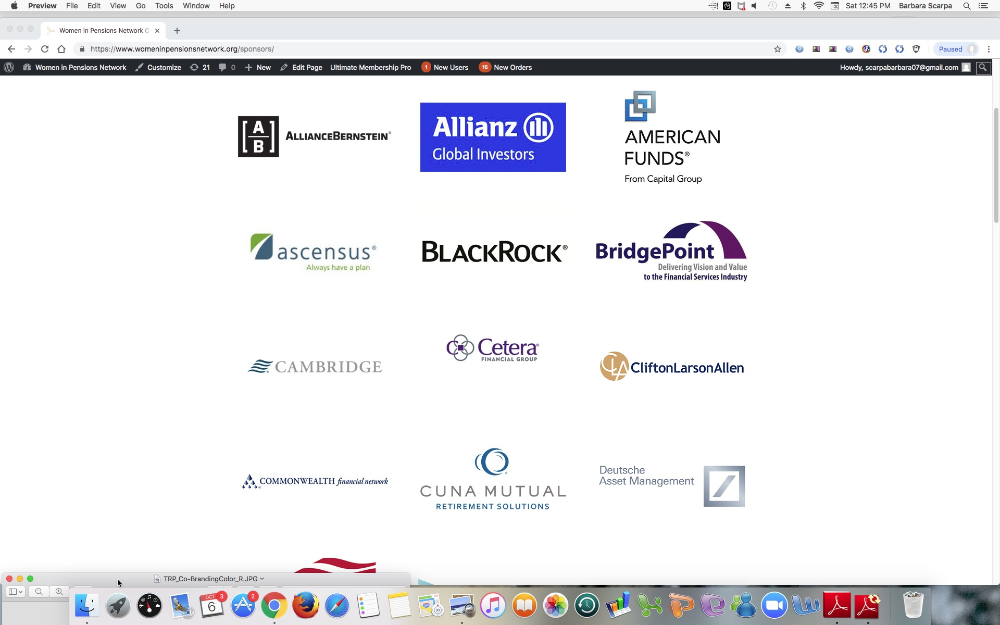 Preview File Edit View Go Tools Window Help
Sat 12:45 PM Barbara Scarpa
Women in Pensions Network O
https://www.womeninpensionsnetwork.org/sponsors/
Paused
Women in Pensions Network Customize 21 0 New Edit Page Ultimate Membership Pro 1 New Users 15 New Orders
Howdy, scarpabarbara07@gmail.com
[A B] ALLIANCEBERNSTEIN®
Allianz
Global Investors
AMERICAN
FUNDS®
From Capital Group
ascensus®
Always have a plan
BLACKROCK®
BridgePoint
Delivering Vision and Value
to the Financial Services Industry
CAMBRIDGE
Cetera®
FINANCIAL GROUP
CLA CliftonLarsonAllen
COMMONWEALTH financial network
CUNA MUTUAL
RETIREMENT SOLUTIONS
Deutsche
Asset Management
TRP_Co-BrandingColor_R.JPG
OCT 3
6
2
3D